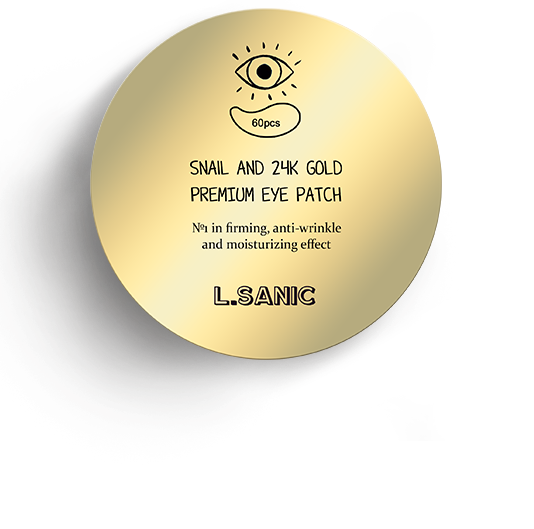 60pcs
SNAIL AND 24K GOLD
PREMIUM EYE PATCH
№1 in firming, anti-wrinkle
and moisturizing effect
L.SANIC